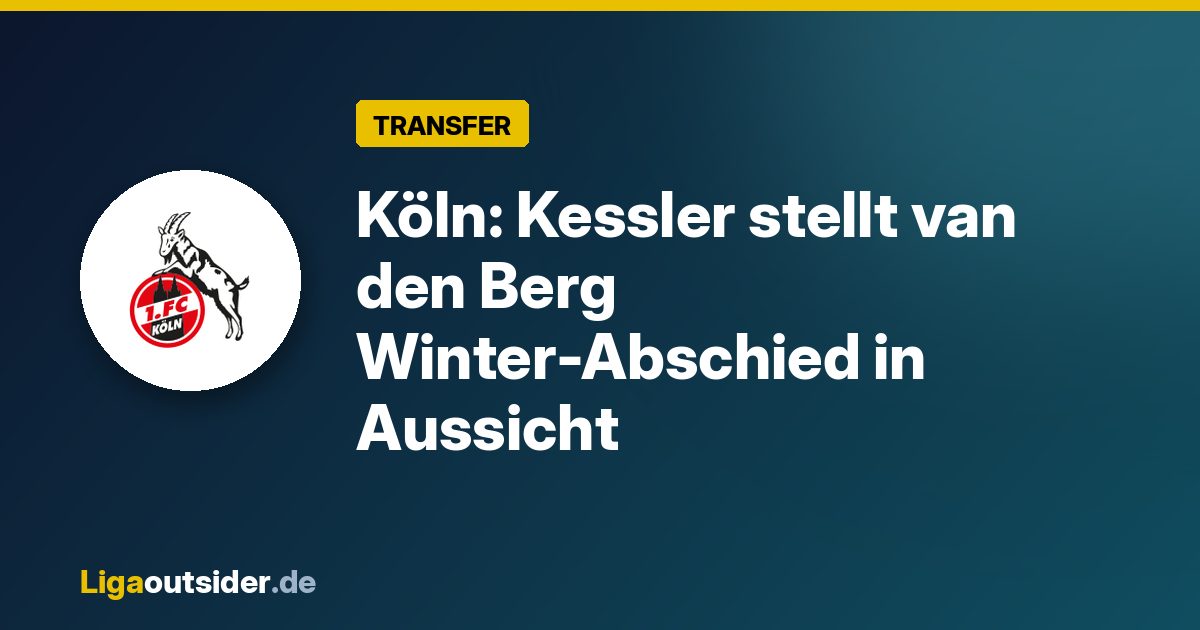 TRANSFER
Köln: Kessler stellt van
den Berg
Winter-Abschied in
Aussicht
1.FC
KÖLN
Ligaoutsider.de